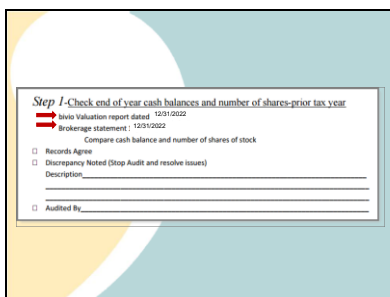 Step 1-Check end of year cash balances and number of shares-prior tax year
bivio Valuation report dated 12/31/2022
Brokerage statement : 12/31/2022
Compare cash balance and number of shares of stock
☐ Records Agree
☐ Discrepancy Noted (Stop Audit and resolve issues)
Description
☐ Audited By